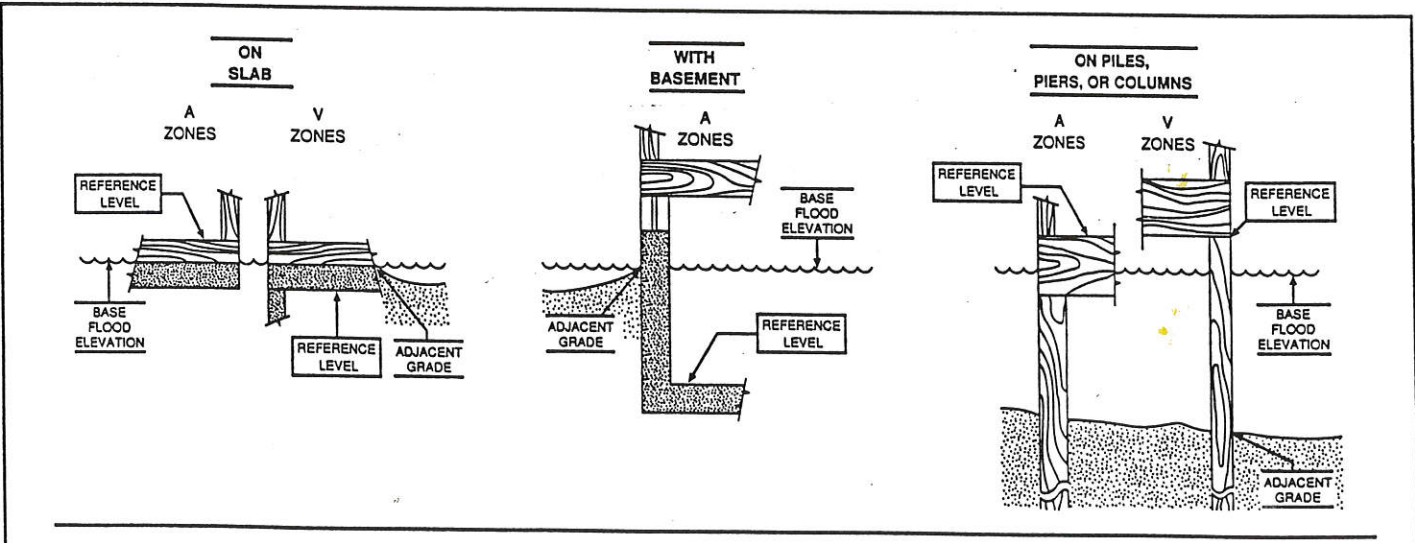 ON
SLAB
A
ZONES
V
ZONES
REFERENCE
LEVEL
BASE
FLOOD
ELEVATION
REFERENCE
LEVEL
ADJACENT
GRADE
WITH
BASEMENT
A
ZONES
BASE
FLOOD
ELEVATION
ADJACENT
GRADE
REFERENCE
LEVEL
ON PILES,
PIERS, OR COLUMNS
A
ZONES
V
ZONES
REFERENCE
LEVEL
REFERENCE
LEVEL
BASE
FLOOD
ELEVATION
ADJACENT
GRADE